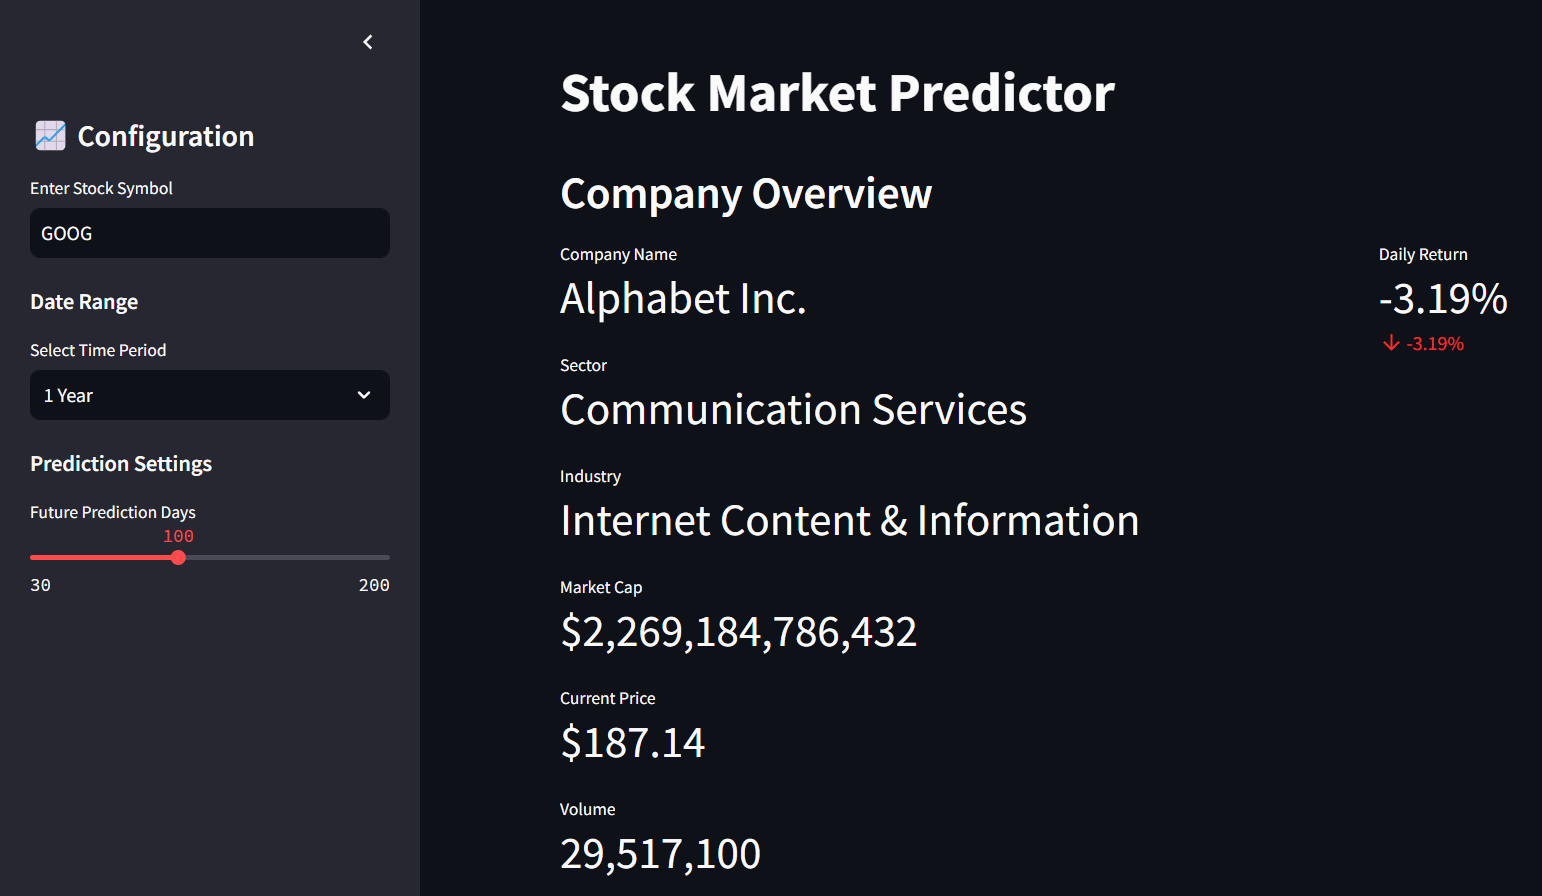 Configuration
Enter Stock Symbol
GOOG
Date Range
Select Time Period
1 Year
Prediction Settings
Future Prediction Days
100
30 200
Stock Market Predictor
Company Overview
Company Name
Alphabet Inc.
Sector
Communication Services
Industry
Internet Content & Information
Market Cap
$2,269,184,786,432
Current Price
$187.14
Volume
29,517,100
Daily Return
-3.19%
-3.19%